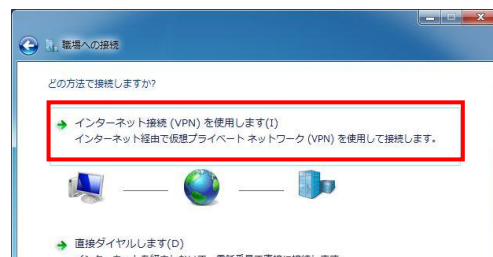 職場への接続
どの方法で接続しますか?
インターネット接続 (VPN) を使用します(I)
インターネット経由で仮想プライベート ネットワーク (VPN) を使用して接続します。
直接ダイヤルします(D)